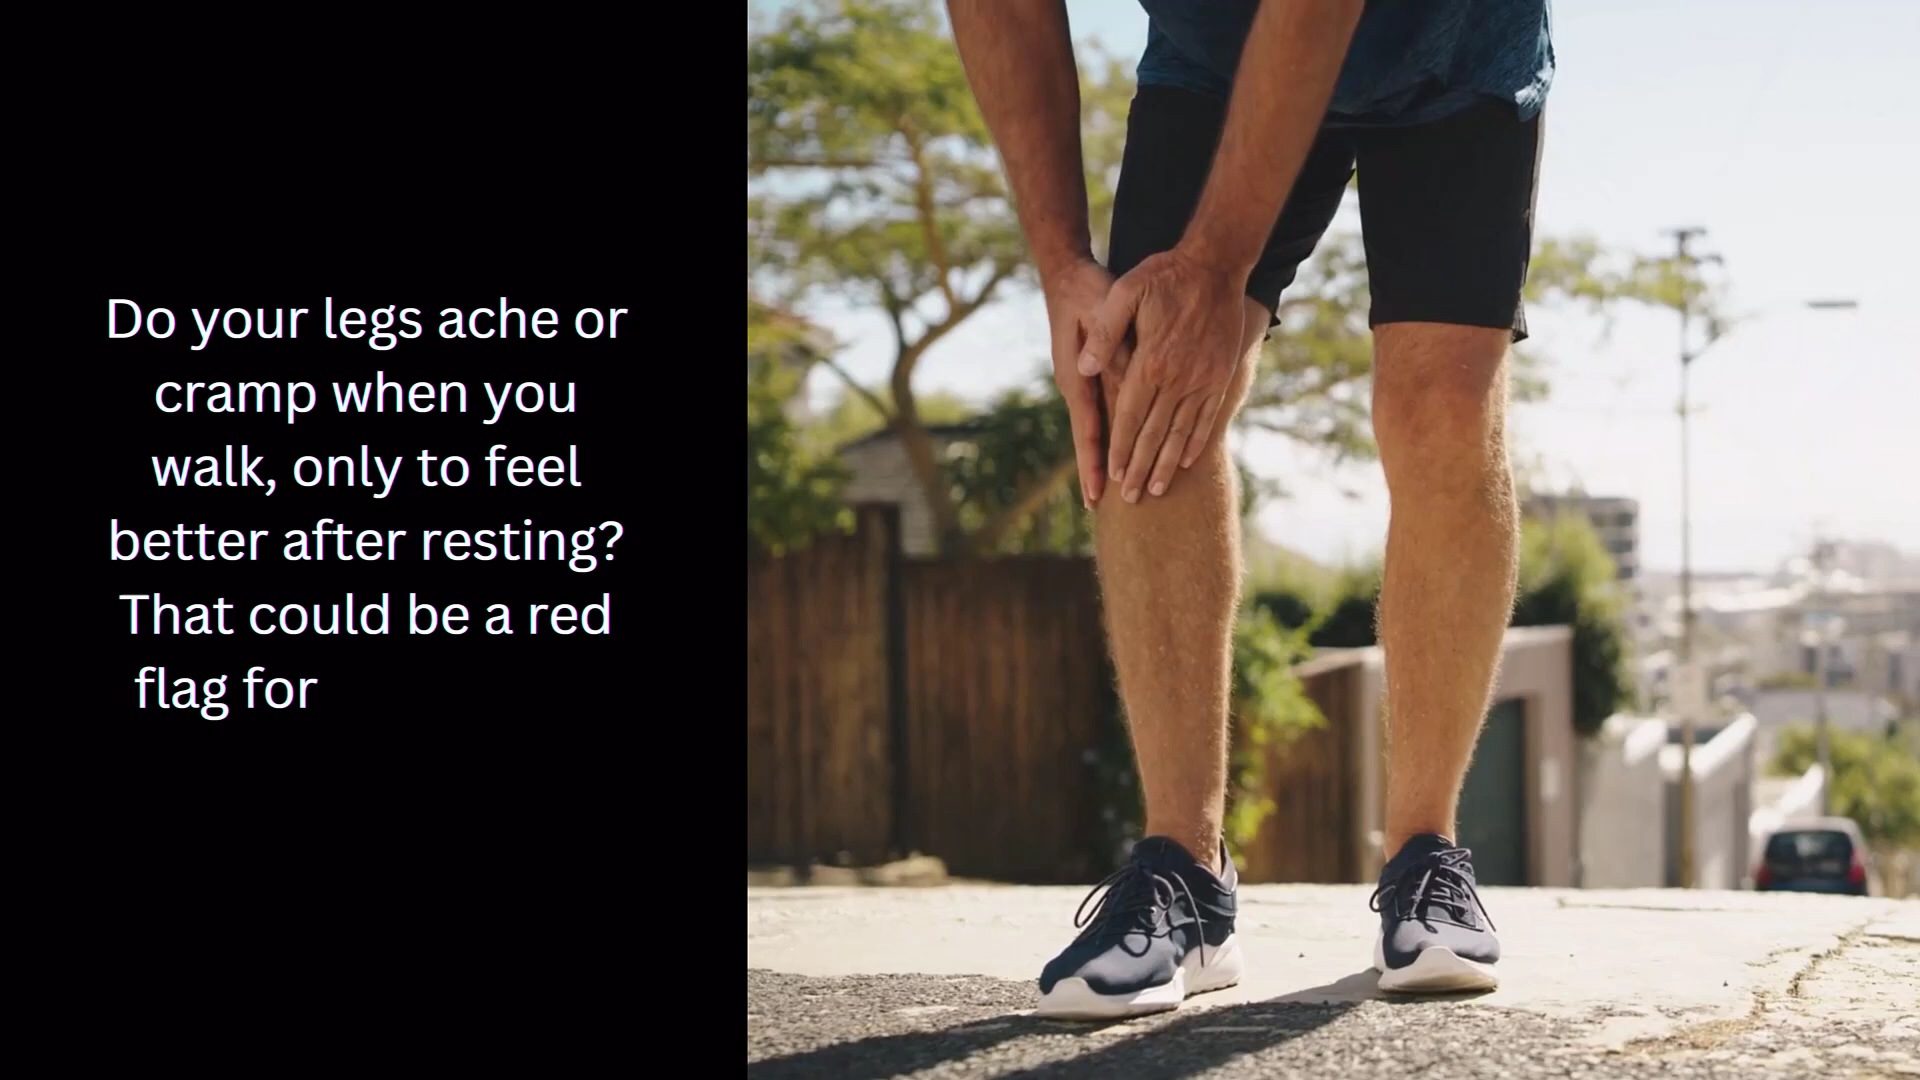 Do your legs ache or
cramp when you
walk, only to feel
better after resting?
That could be a red
flag for